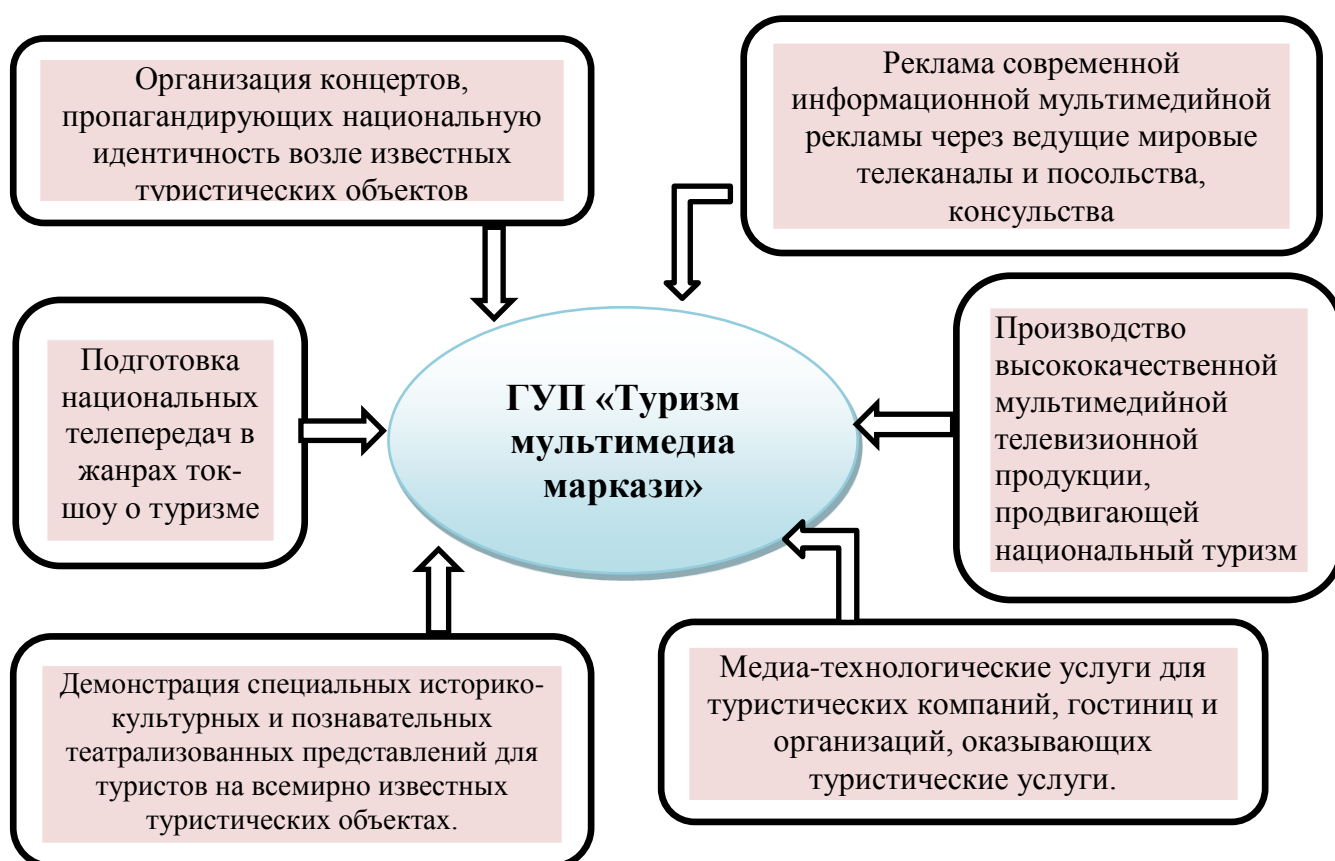 Организация концертов,
пропагандирующих национальную
идентичность возле известных
туристических объектов
Реклама современной
информационной мультимедийной
рекламы через ведущие мировые
телеканалы и посольства,
консульства
Подготовка
национальных
телепередач в
жанрах ток-
шоу о туризме
ГУП «Туризм
мультимедиа
маркази»
Производство
высококачественной
мультимедийной
телевизионной
продукции,
продвигающей
национальный туризм
Демонстрация специальных историко-
культурных и познавательных
театрализованных представлений для
туристов на всемирно известных
туристических объектах.
Медиа-технологические услуги для
туристических компаний, гостиниц и
организаций, оказывающих
туристические услуги.